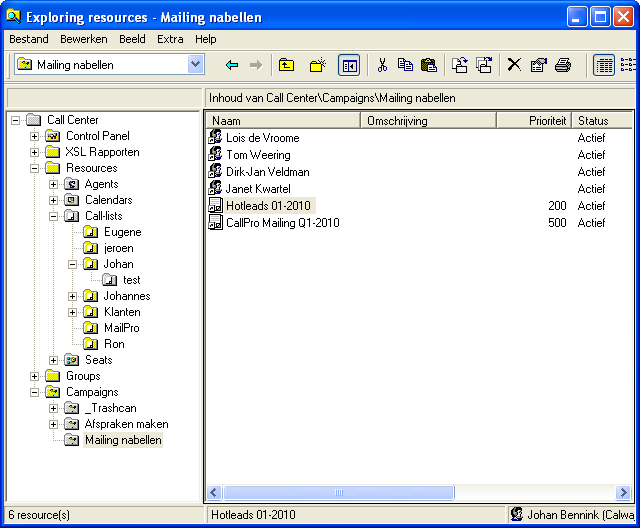 Exploring resources - Mailing nabellen
Bestand Bewerken Beeld Extra Help
Mailing nabellen
Inhoud van Call Center\Campaigns\Mailing nabellen
Call Center
Control Panel
XSL Rapporten
Resources
Agents
Calendars
Call-lists
Eugene
jeroen
Johan
test
Johannes
Klanten
MailPro
Ron
Seats
Groups
Campaigns
_Trashcan
Afspraken maken
Mailing nabellen
Naam Omschrijving Prioriteit Status
Lois de Vroome Actief
Tom Weering Actief
Dirk-Jan Veldman Actief
Janet Kwartel Actief
Hotleads 01-2010 200 Actief
CallPro Mailing Q1-2010 500 Actief
6 resource(s) Hotleads 01-2010 Johan Bennink (Calwa